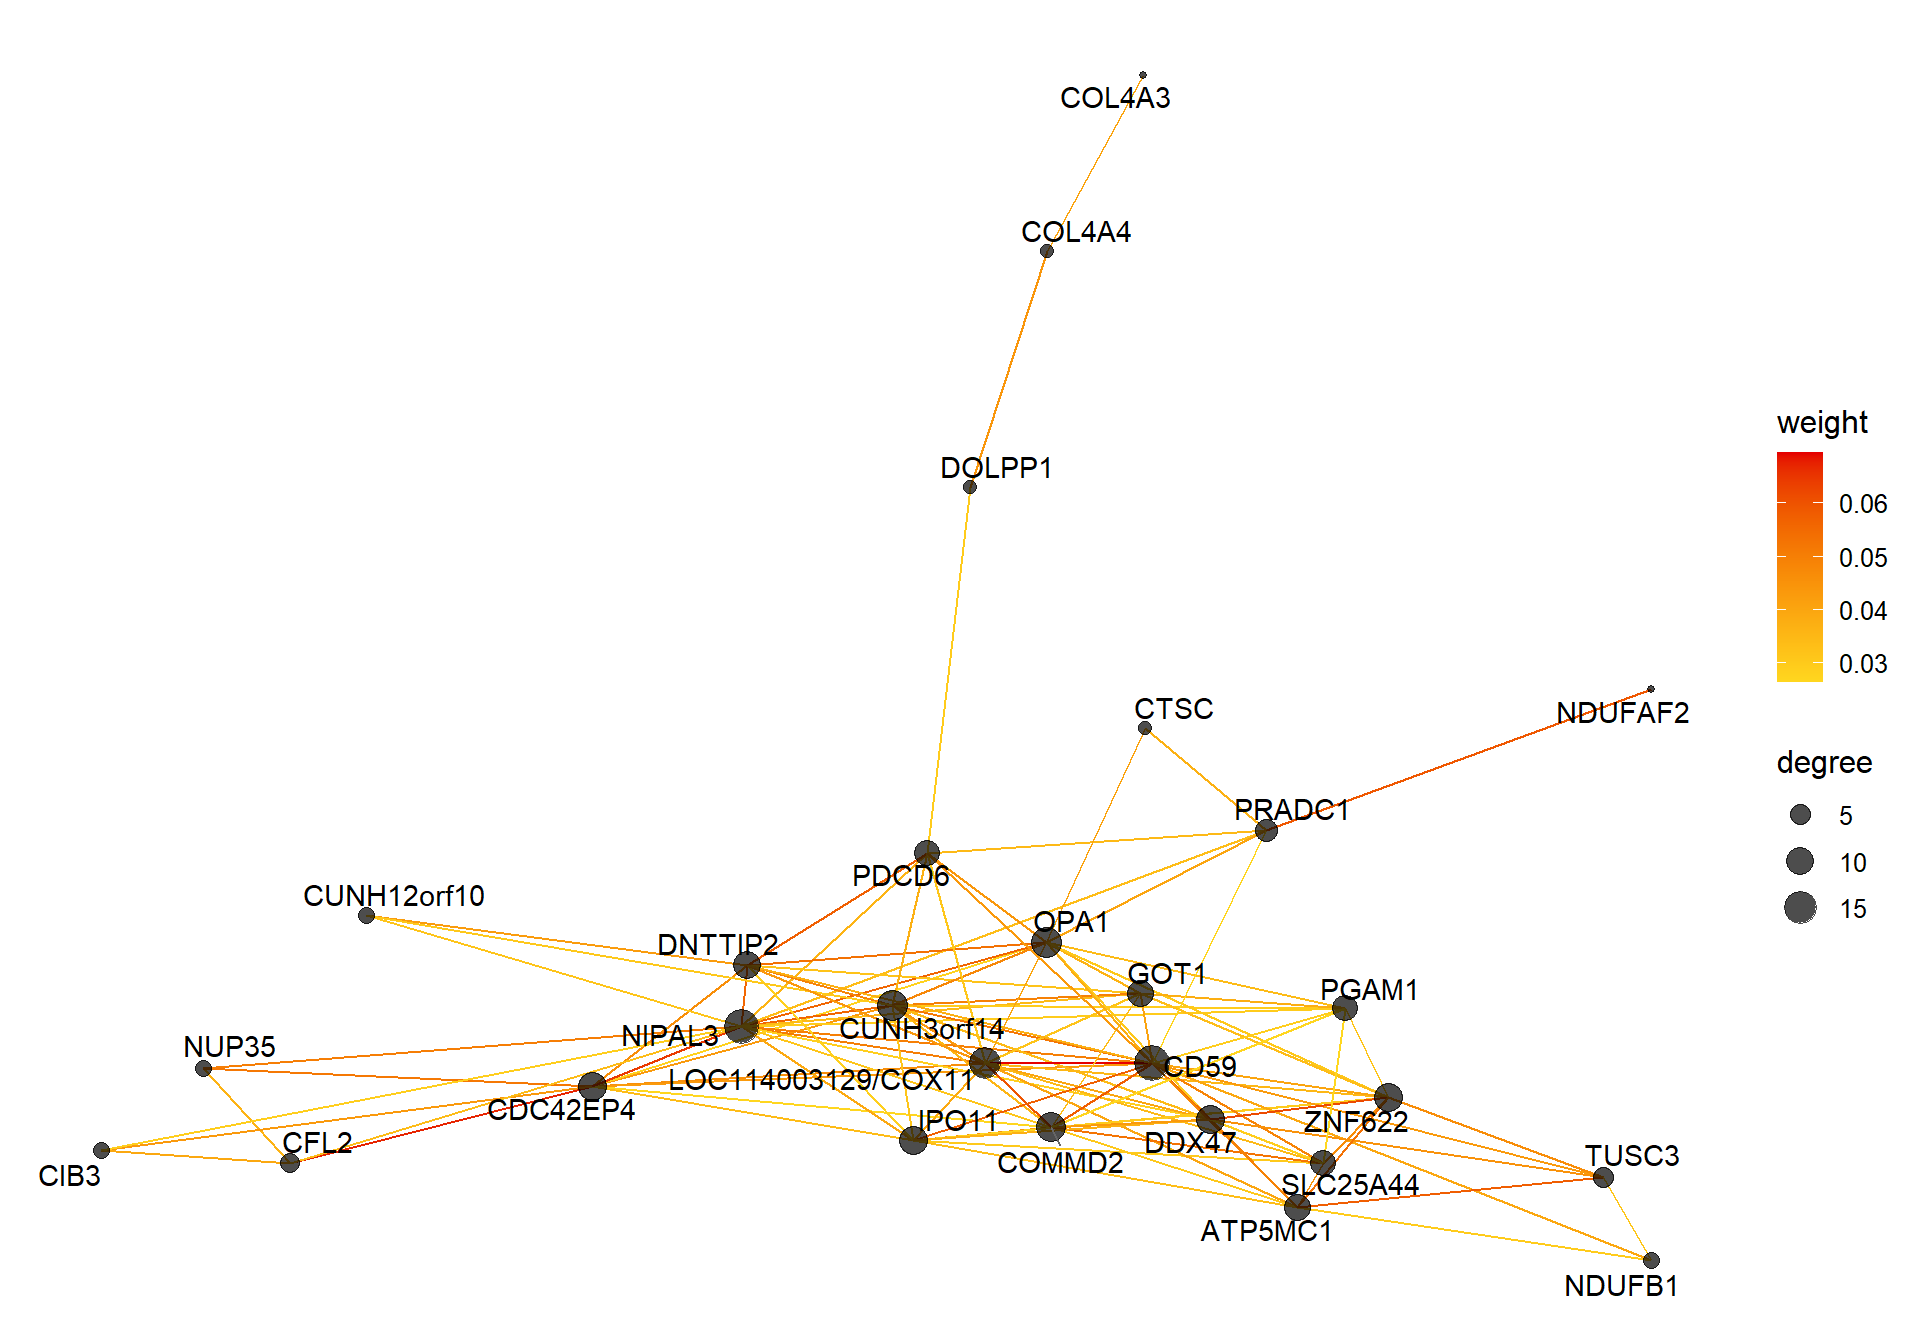 COL4A3
COL4A4
weight
DOLPP1
0.06
0.05
0.04
0.03
CTSC
NDUFAF2
degree
PRADC1
5
PDCD6
10
CUNH12orf10
15
OPA1
DNTTIP2
GOT1
PGAM1
CUNH3orf14
NIPAL3
NUP35
CD59
LOC114003129/COX11
CDC42EP4
IPO11
ZNF622
DDX47
CFL2
COMMD2
TUSC3
CIB3
SLC25A44
ATP5MC1
NDUFB1